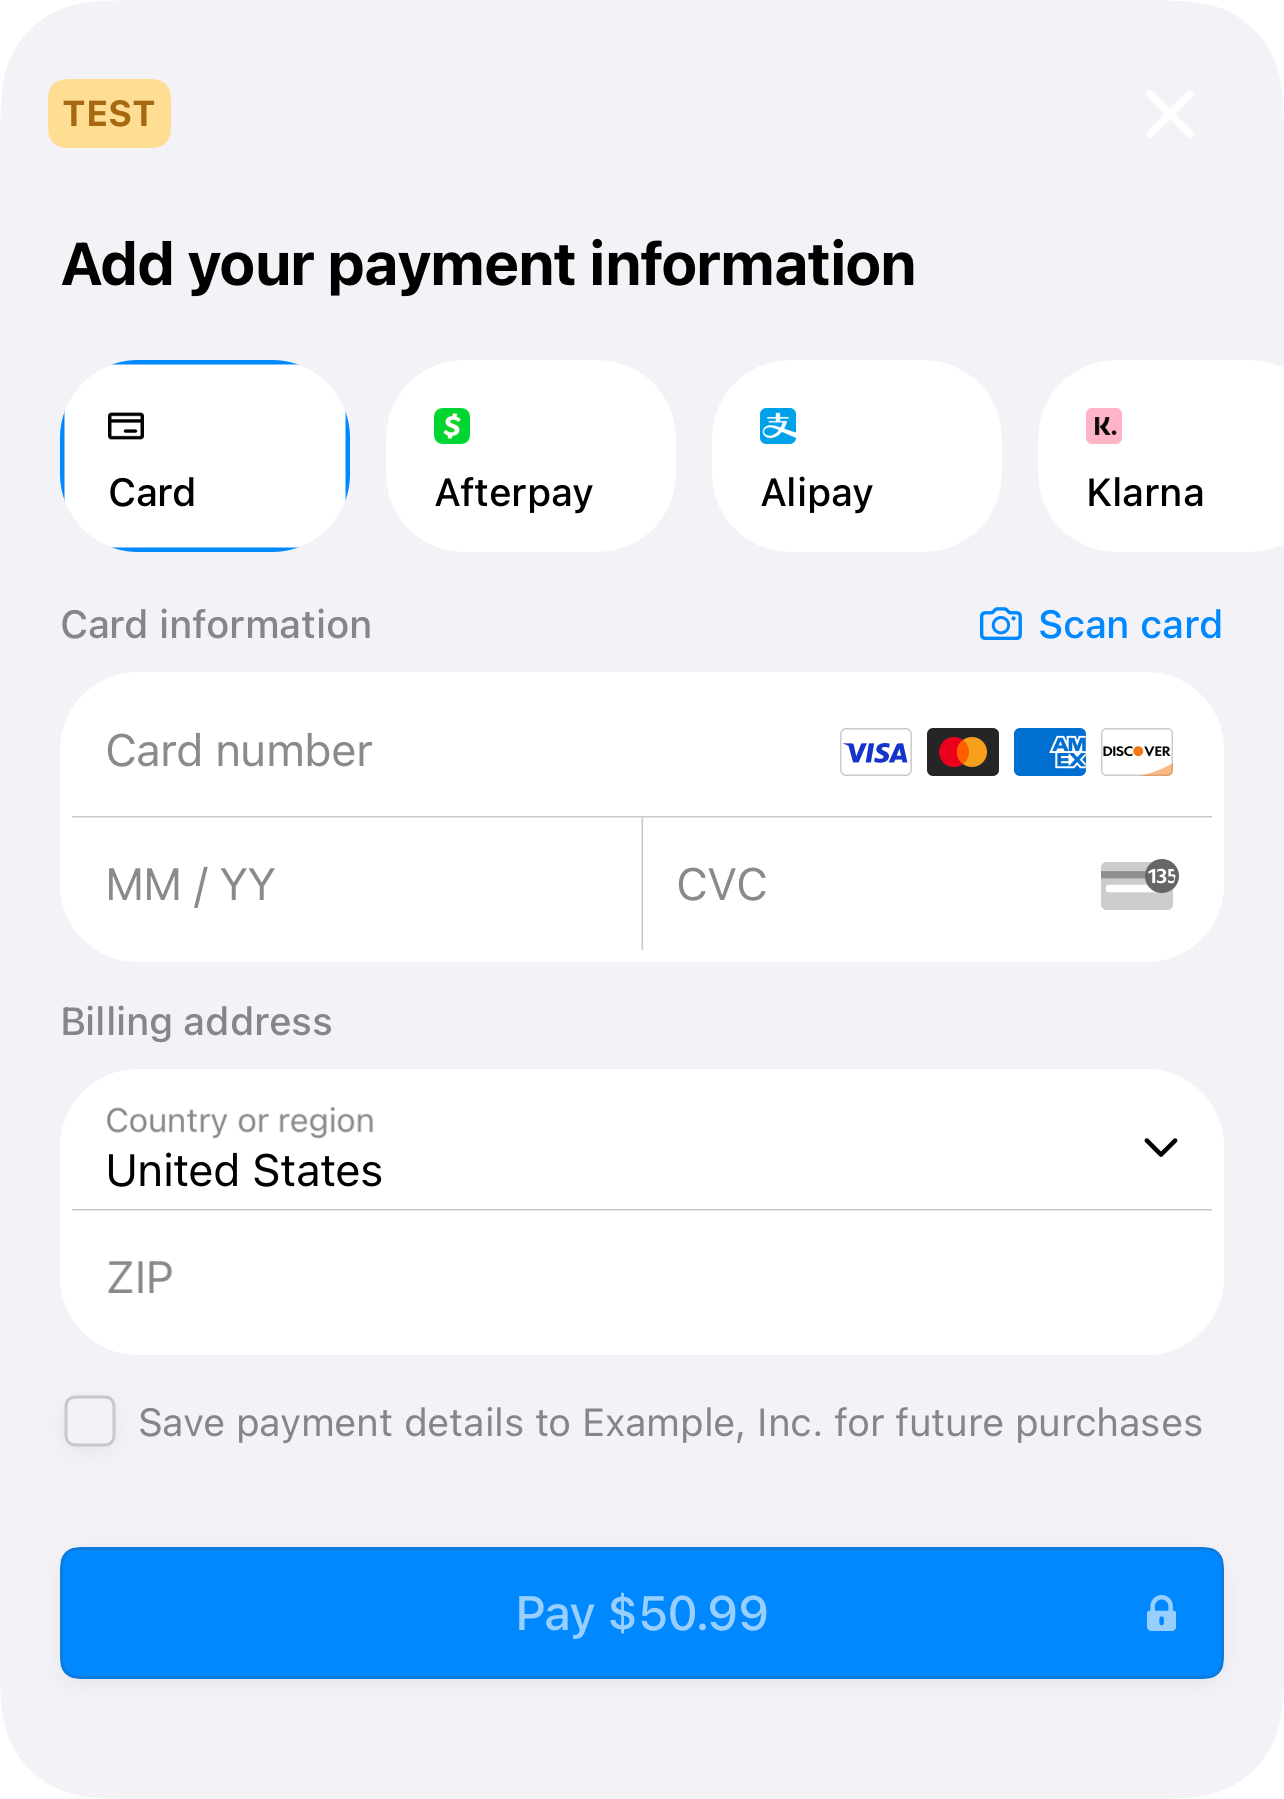 TEST
Add your payment information
Card
Afterpay
支 Alipay
K. Klarna
Card information
Scan card
Card number
VISA
AM EX
DISCOVER
MM / YY
CVC
135
Billing address
Country or region
United States
ZIP
Save payment details to Example, Inc. for future purchases
Pay $50.99